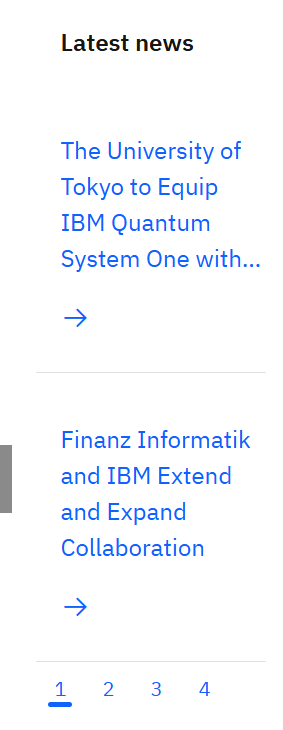 Latest news
The University of
Tokyo to Equip
IBM Quantum
System One with...
Finanz Informatik
and IBM Extend
and Expand
Collaboration
1 2 3 4